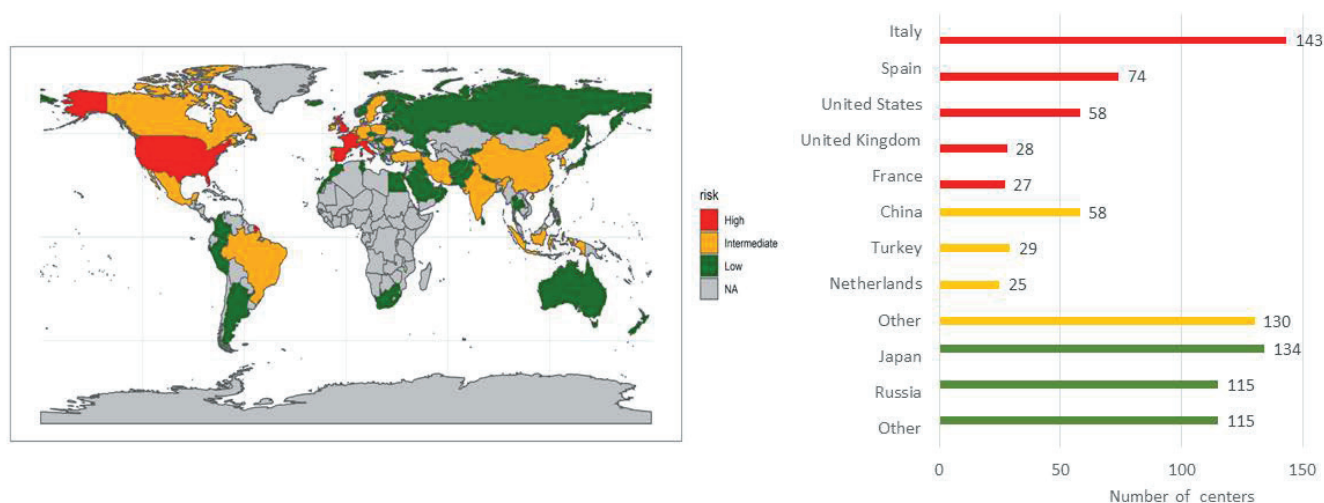 risk
High
Intermediate
Low
NA
Italy 143
Spain 74
United States 58
United Kingdom 28
France 27
China 58
Turkey 29
Netherlands 25
Other 130
Japan 134
Russia 115
Other 115
0 50 100 150
Number of centers